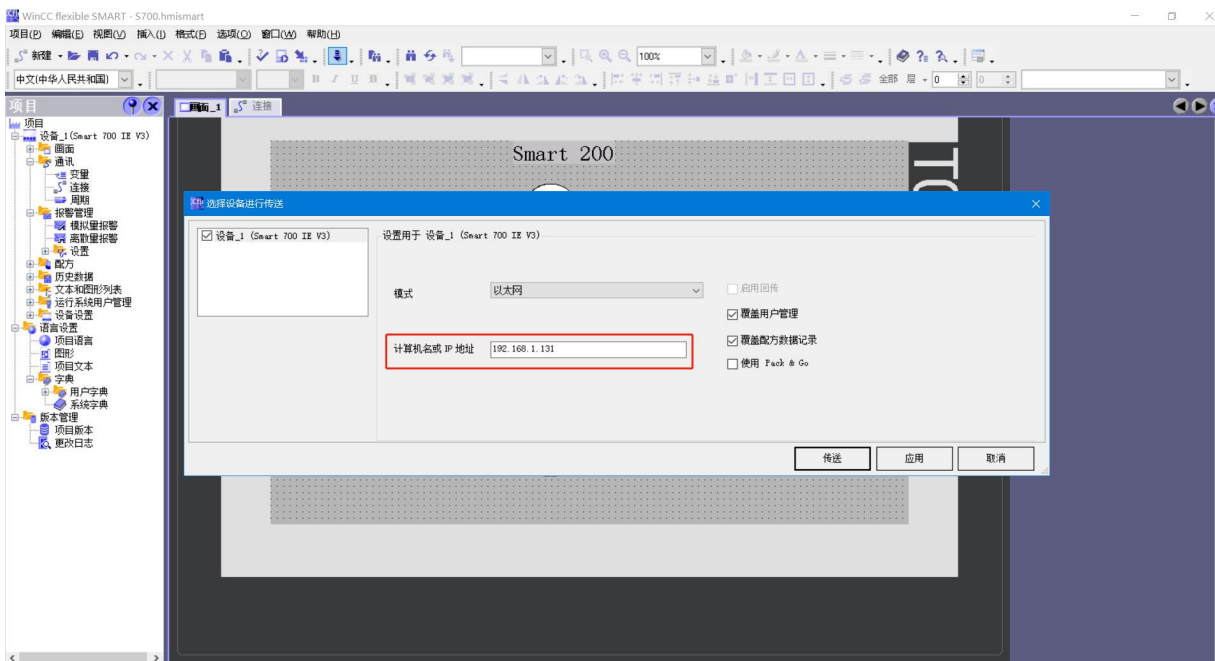 WinCC flexible SMART - S700.hmismart
项目(P) 编辑(E) 视图(V) 插入(I) 格式(F) 选项(O) 窗口(W) 帮助(H)
新建 100%
中文(中华人民共和国) B I U 全部 层 0 0
项目 画面_1 连接
项目
设备_1(Smart 700 IE V3)
画面
通讯
变量
连接
周期
报警管理
模拟量报警
离散量报警
设置
配方
历史数据
文本和图形列表
运行系统用户管理
设备设置
语言设置
项目语言
图形
项目文本
字典
用户字典
系统字典
版本管理
项目版本
更改日志
Smart 200
选择设备进行传送
设备_1 (Smart 700 IE V3)
设置用于 设备_1 (Smart 700 IE V3)
模式 以太网
启用回传
覆盖用户管理
计算机名或 IP 地址 192.168.1.131
覆盖配方数据记录
使用 Pack & Go
传送 应用 取消